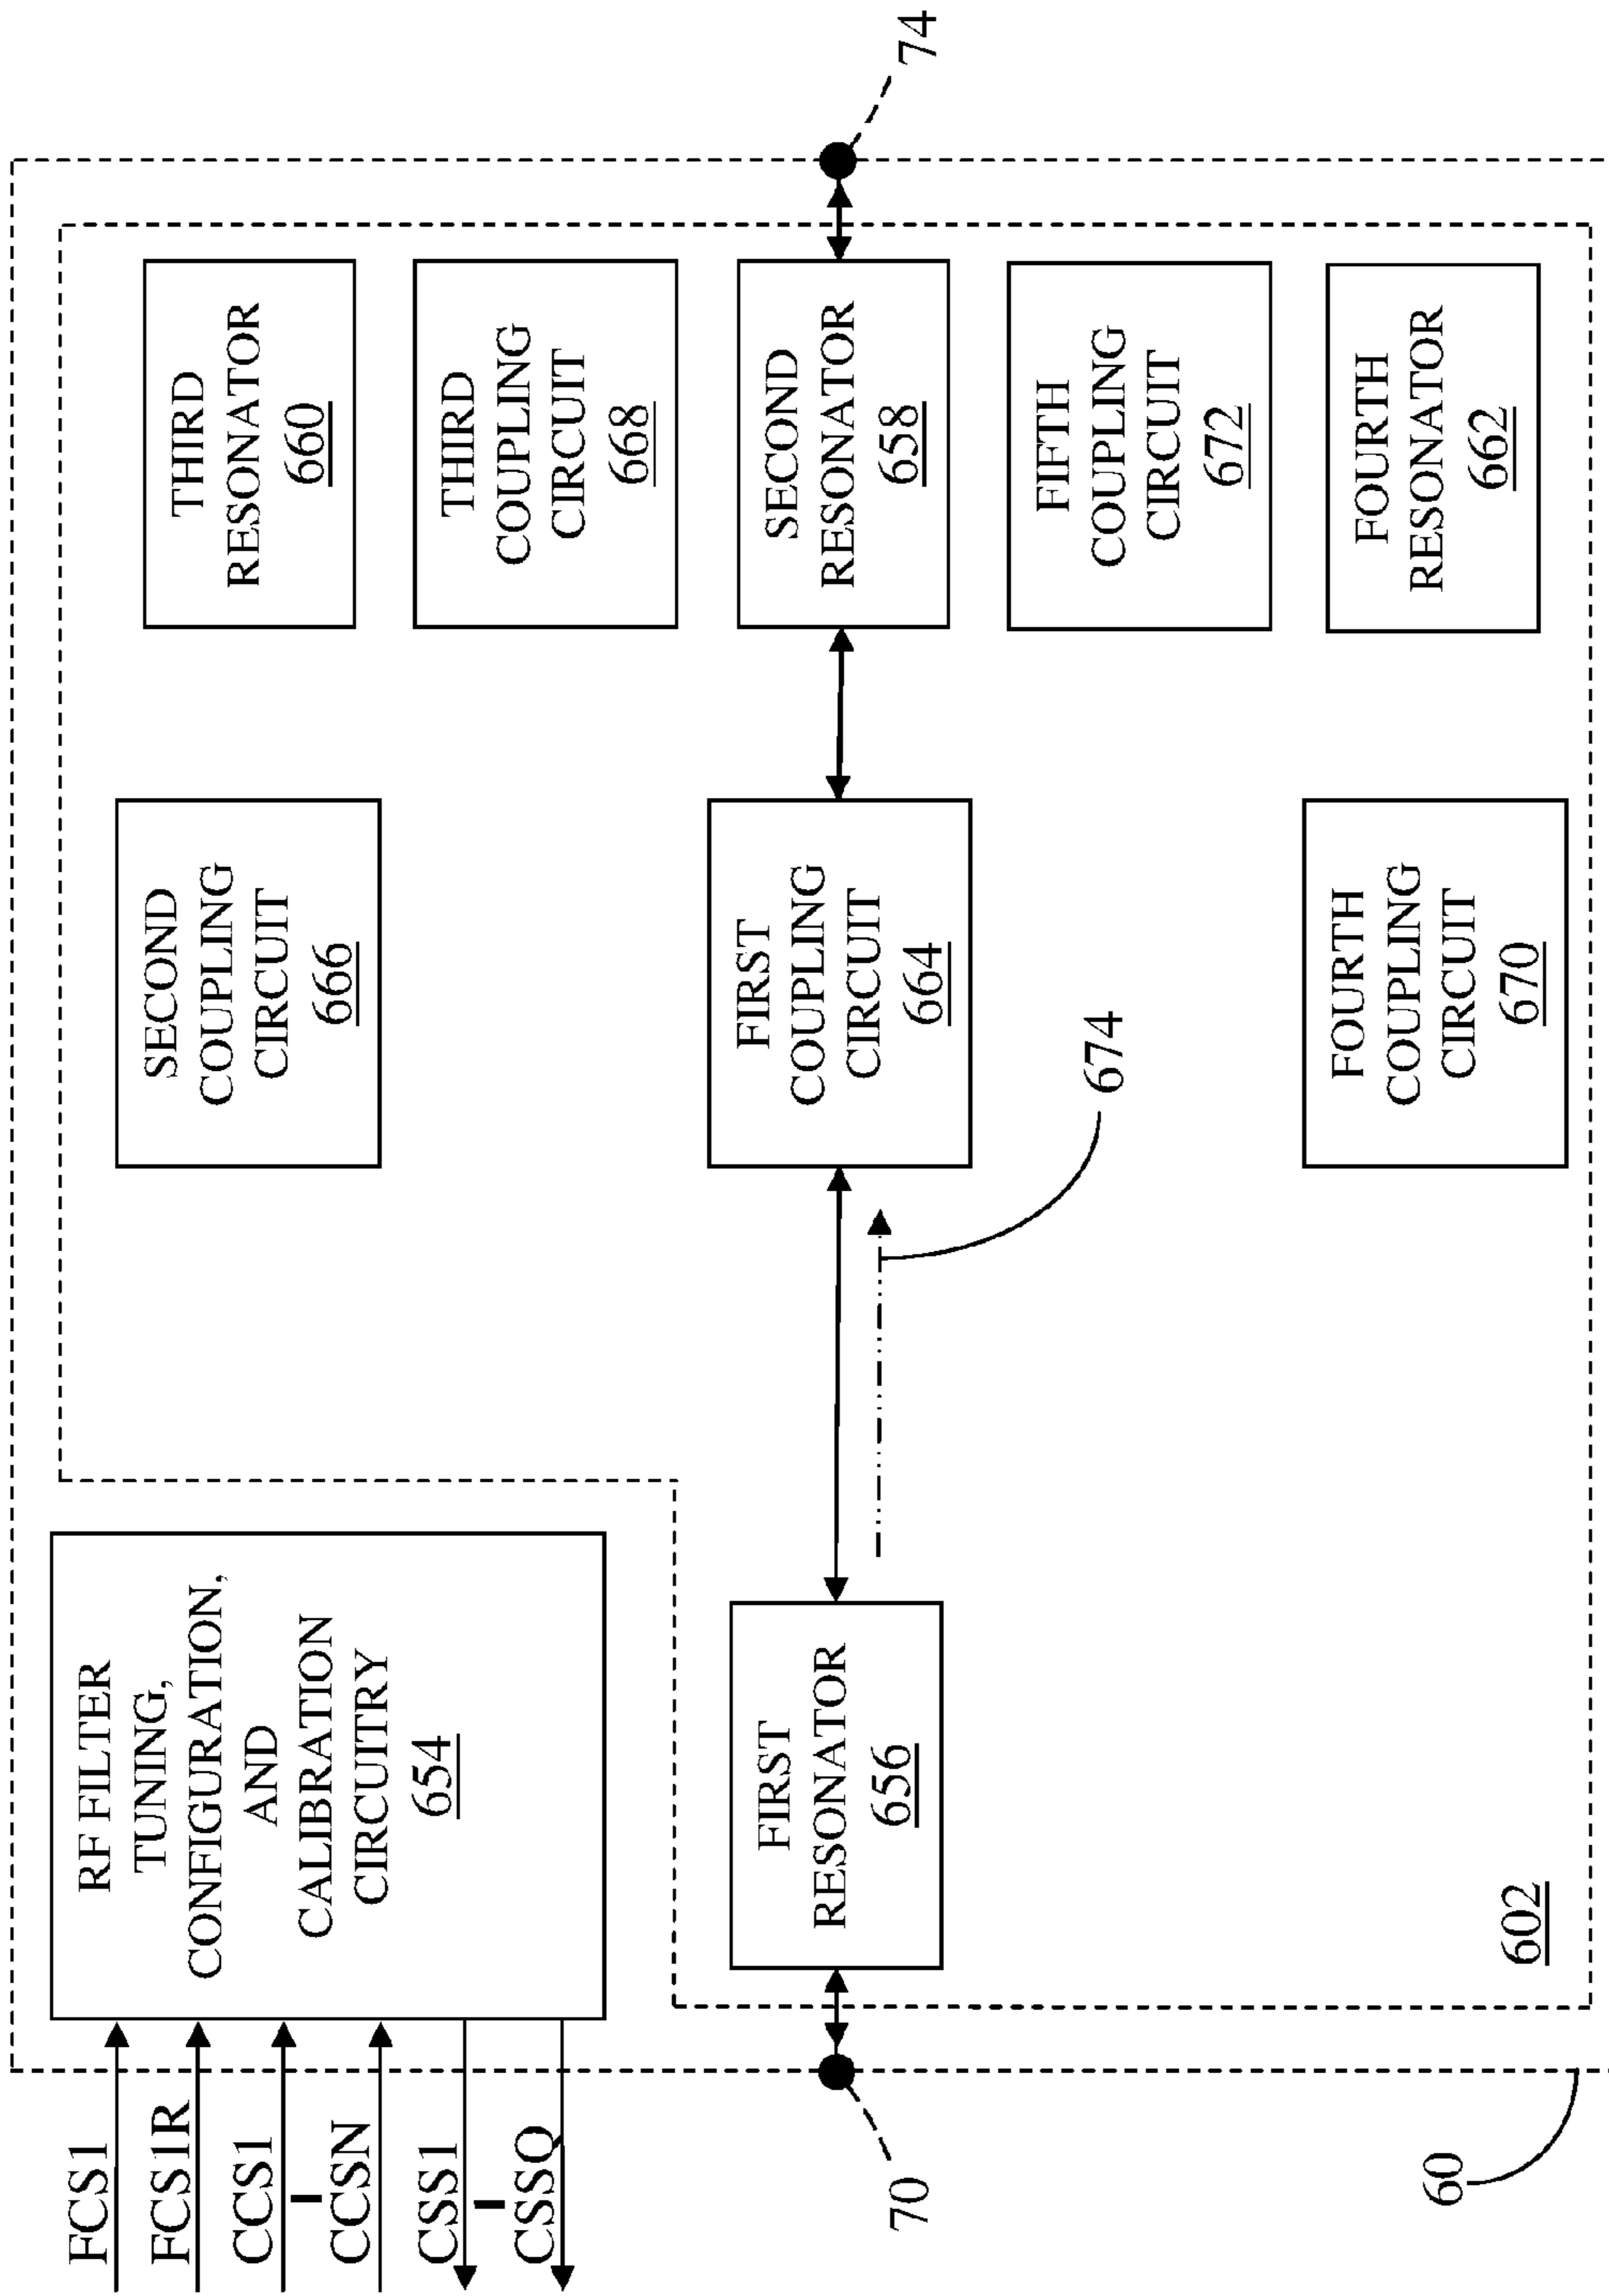 FCS1
FCS1R
CCS1
CCSN
CSS1
CSSQ
RF FILTER
TUNING,
CONFIGURATION,
AND
CALIBRATION
CIRCUITRY
654
SECOND
COUPLING
CIRCUIT
666
THIRD
RESONATOR
660
THIRD
COUPLING
CIRCUIT
668
70
FIRST
RESONATOR
656
674
FIRST
COUPLING
CIRCUIT
664
SECOND
RESONATOR
658
74
FIFTH
COUPLING
CIRCUIT
672
FOURTH
COUPLING
CIRCUIT
670
FOURTH
RESONATOR
662
602
60